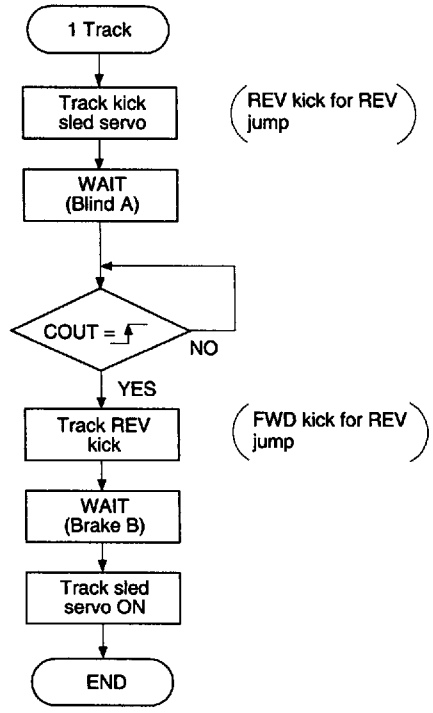 1 Track
Track kick
sled servo
(REV kick for REV
jump)
WAIT
(Blind A)
COUT =
NO
YES
Track REV
kick
(FWD kick for REV
jump)
WAIT
(Brake B)
Track sled
servo ON
END